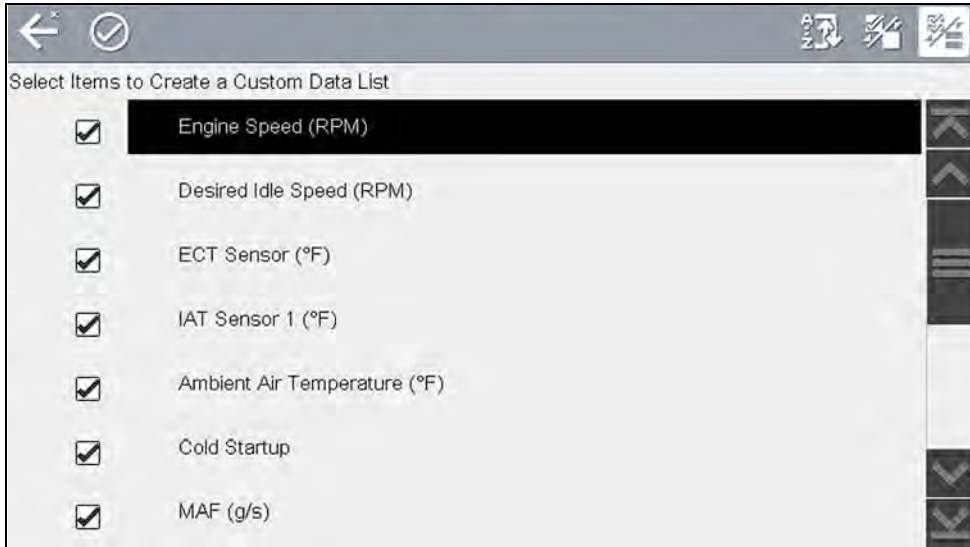 A
Z
Select Items to Create a Custom Data List
Engine Speed (RPM)
Desired Idle Speed (RPM)
ECT Sensor (°F)
IAT Sensor 1 (°F)
Ambient Air Temperature (°F)
Cold Startup
MAF (g/s)